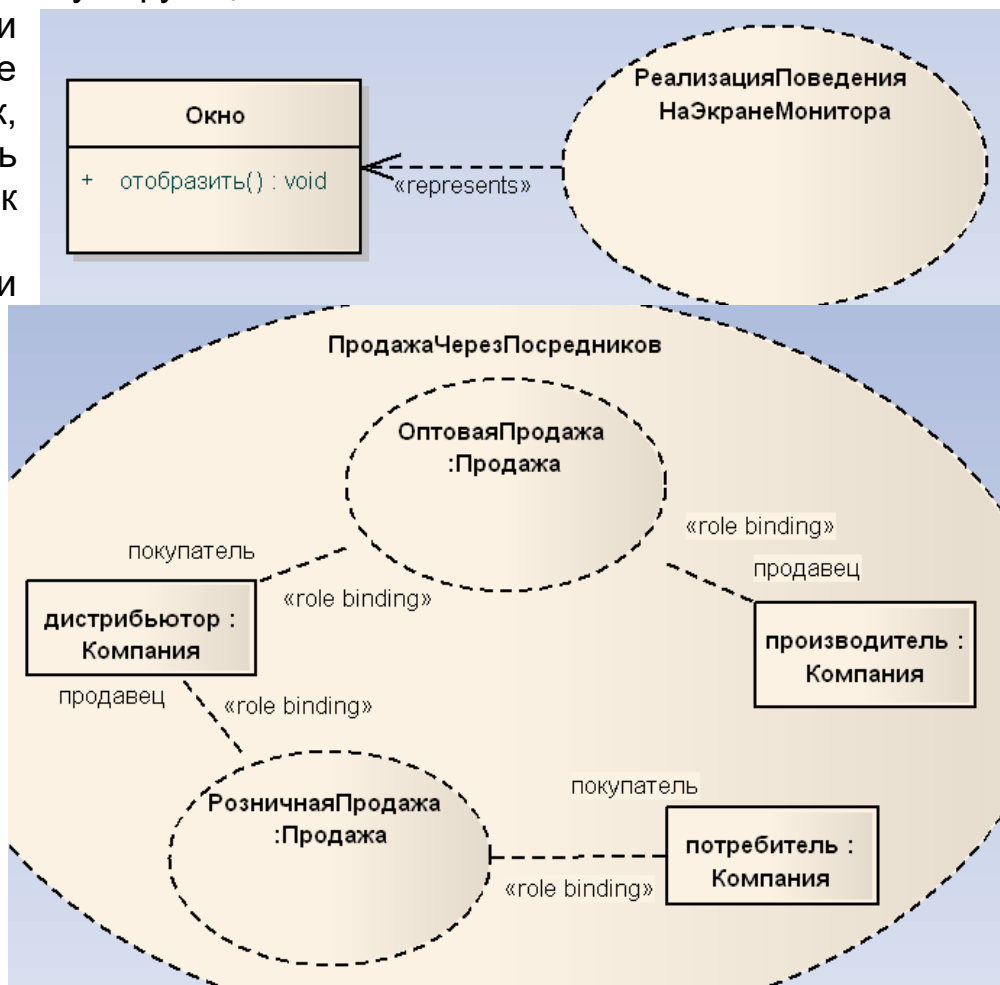 и
е
к,
ь
к
и
Окно
+ отобразить() : void
«represents»
РеализацияПоведения
НаЭкранеМонитора
ПродажаЧерезПосредников
ОптоваяПродажа
:Продажа
«role binding»
продавец
покупатель
«role binding»
дистрибьютор :
Компания
производитель :
Компания
продавец
«role binding»
РозничнаяПродажа
:Продажа
покупатель
«role binding»
потребитель :
Компания